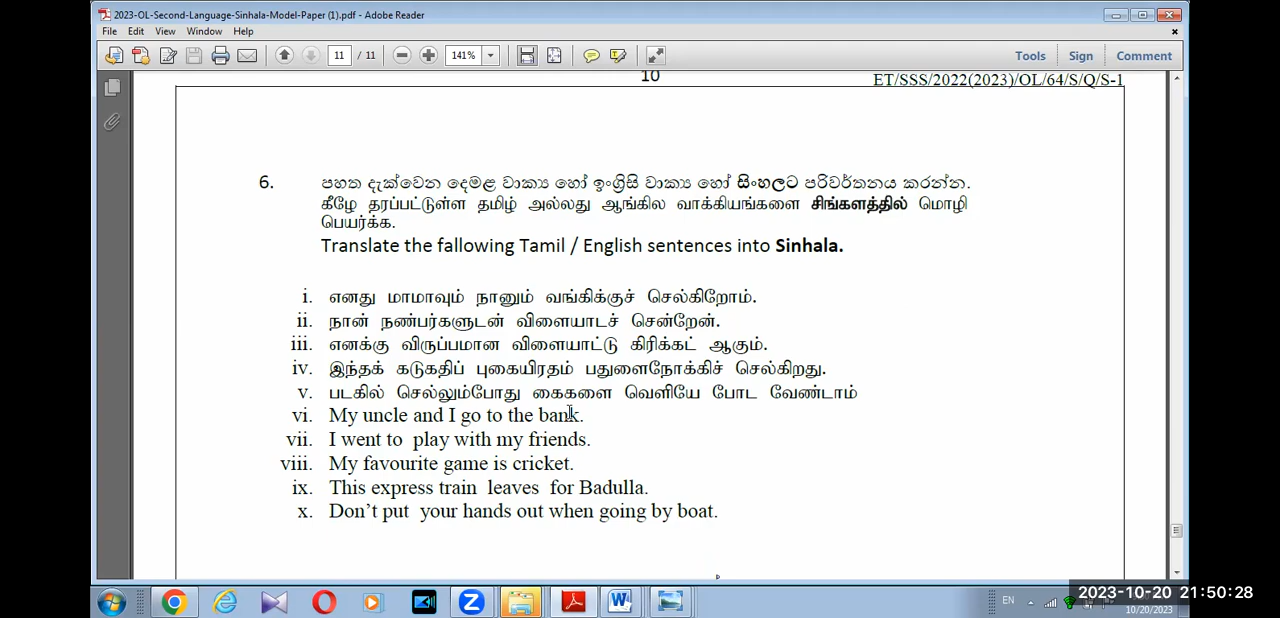 2023-OL-Second-Language-Sinhala-Model-Paper (1).pdf - Adobe Reader
File Edit View Window Help
11 / 11 141% Tools Sign Comment
10
ET/SSS/2022(2023)/OL/64/S/Q/S-1
6. පහත දැක්වෙන දෙමළ වාක්‍ය හෝ ඉංග්‍රිසි වාක්‍ය හෝ සිංහලට පරිවර්තනය කරන්න.
கீழே தரப்பட்டுள்ள தமிழ் அல்லது ஆங்கில வாக்கியங்களை சிங்களத்தில் மொழி
பெயர்க்க.
Translate the fallowing Tamil / English sentences into Sinhala.
i. எனது மாமாவும் நானும் வங்கிக்குச் செல்கிறோம்.
ii. நான் நண்பர்களுடன் விளையாடச் சென்றேன்.
iii. எனக்கு விருப்பமான விளையாட்டு கிரிக்கட் ஆகும்.
iv. இந்தக் கடுகதிப் புகையிரதம் பதுளைநோக்கிச் செல்கிறது.
v. படகில் செல்லும்போது கைகளை வெளியே போட வேண்டாம்
vi. My uncle and I go to the bank.
vii. I went to play with my friends.
viii. My favourite game is cricket.
ix. This express train leaves for Badulla.
x. Don’t put your hands out when going by boat.
EN
2023-10-20 21:50:28
10/20/2023